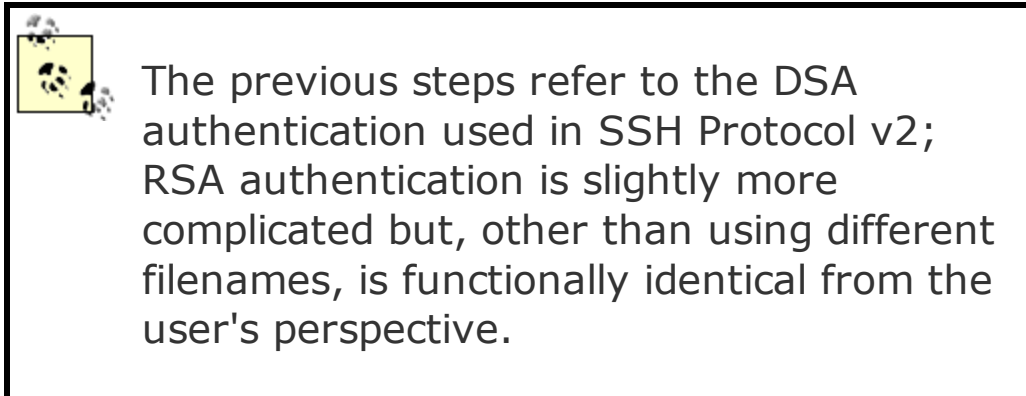 The previous steps refer to the DSA
authentication used in SSH Protocol v2;
RSA authentication is slightly more
complicated but, other than using different
filenames, is functionally identical from the
user's perspective.